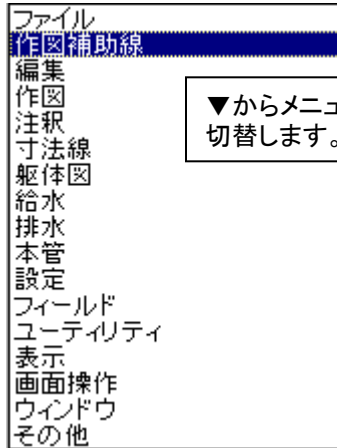 ファイル
作図補助線
編集
作図
注釈
寸法線
躯体図
給水
排水
本管
設定
フィールド
ユーティリティ
表示
画面操作
ウィンドウ
その他
▼からメニュ
切替します。